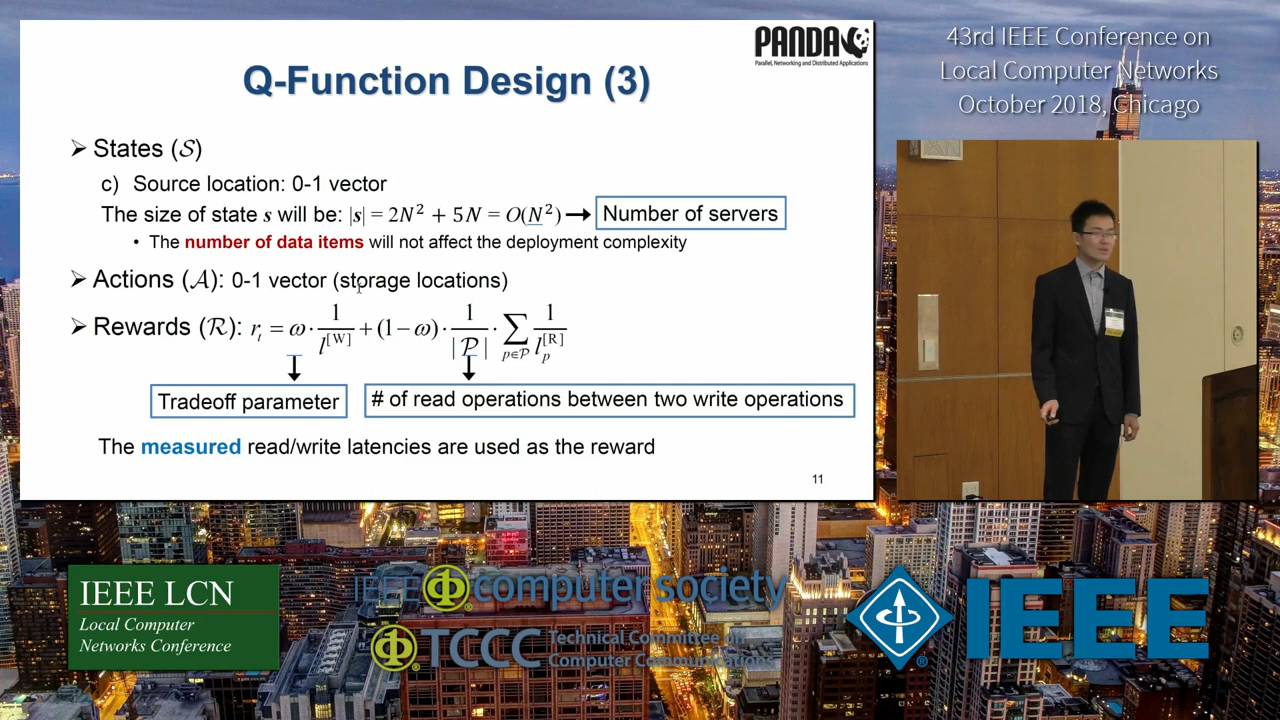 PANDA
Parallel, Networking and Distributed Applications
Q-Function Design (3)
➢ States (𝒮)
c) Source location: 0-1 vector
The size of state s will be: |s| = 2N² + 5N = O(N²) → Number of servers
• The number of data items will not affect the deployment complexity
➢ Actions (𝒜): 0-1 vector (storage locations)
➢ Rewards (ℛ): r_t = ω · 1/l^[W] + (1−ω) · 1/|𝒫| · ∑_{p∈𝒫} 1/l_p^[R]
Tradeoff parameter
# of read operations between two write operations
The measured read/write latencies are used as the reward
11
43rd IEEE Conference on
Local Computer Networks
October 2018, Chicago
IEEE LCN
Local Computer
Networks Conference
IEEE computer society
TCCC Technical Committee on
Computer Communications
IEEE
®